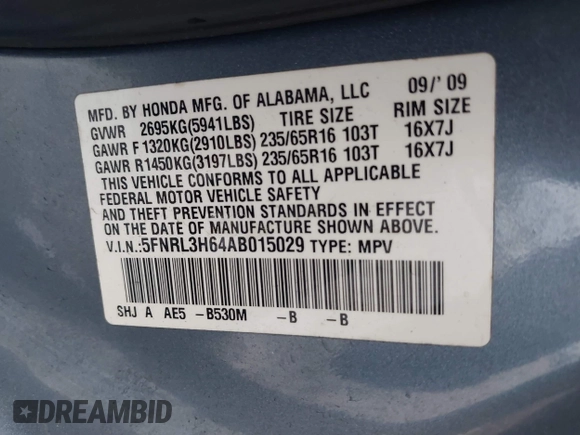 MFD. BY HONDA MFG. OF ALABAMA, LLC 09/'09
GVWR 2695KG(5941LBS) TIRE SIZE RIM SIZE
GAWR F 1320KG(2910LBS) 235/65R16 103T 16X7J
GAWR R1450KG(3197LBS) 235/65R16 103T 16X7J
THIS VEHICLE CONFORMS TO ALL APPLICABLE
FEDERAL MOTOR VEHICLE SAFETY
AND THEFT PREVENTION STANDARDS IN EFFECT
ON THE DATE OF MANUFACTURE SHOWN ABOVE.
V.I.N.:5FNRL3H64AB015029 TYPE: MPV
SHJ A AE5 -B530M -B -B
DREAMBID